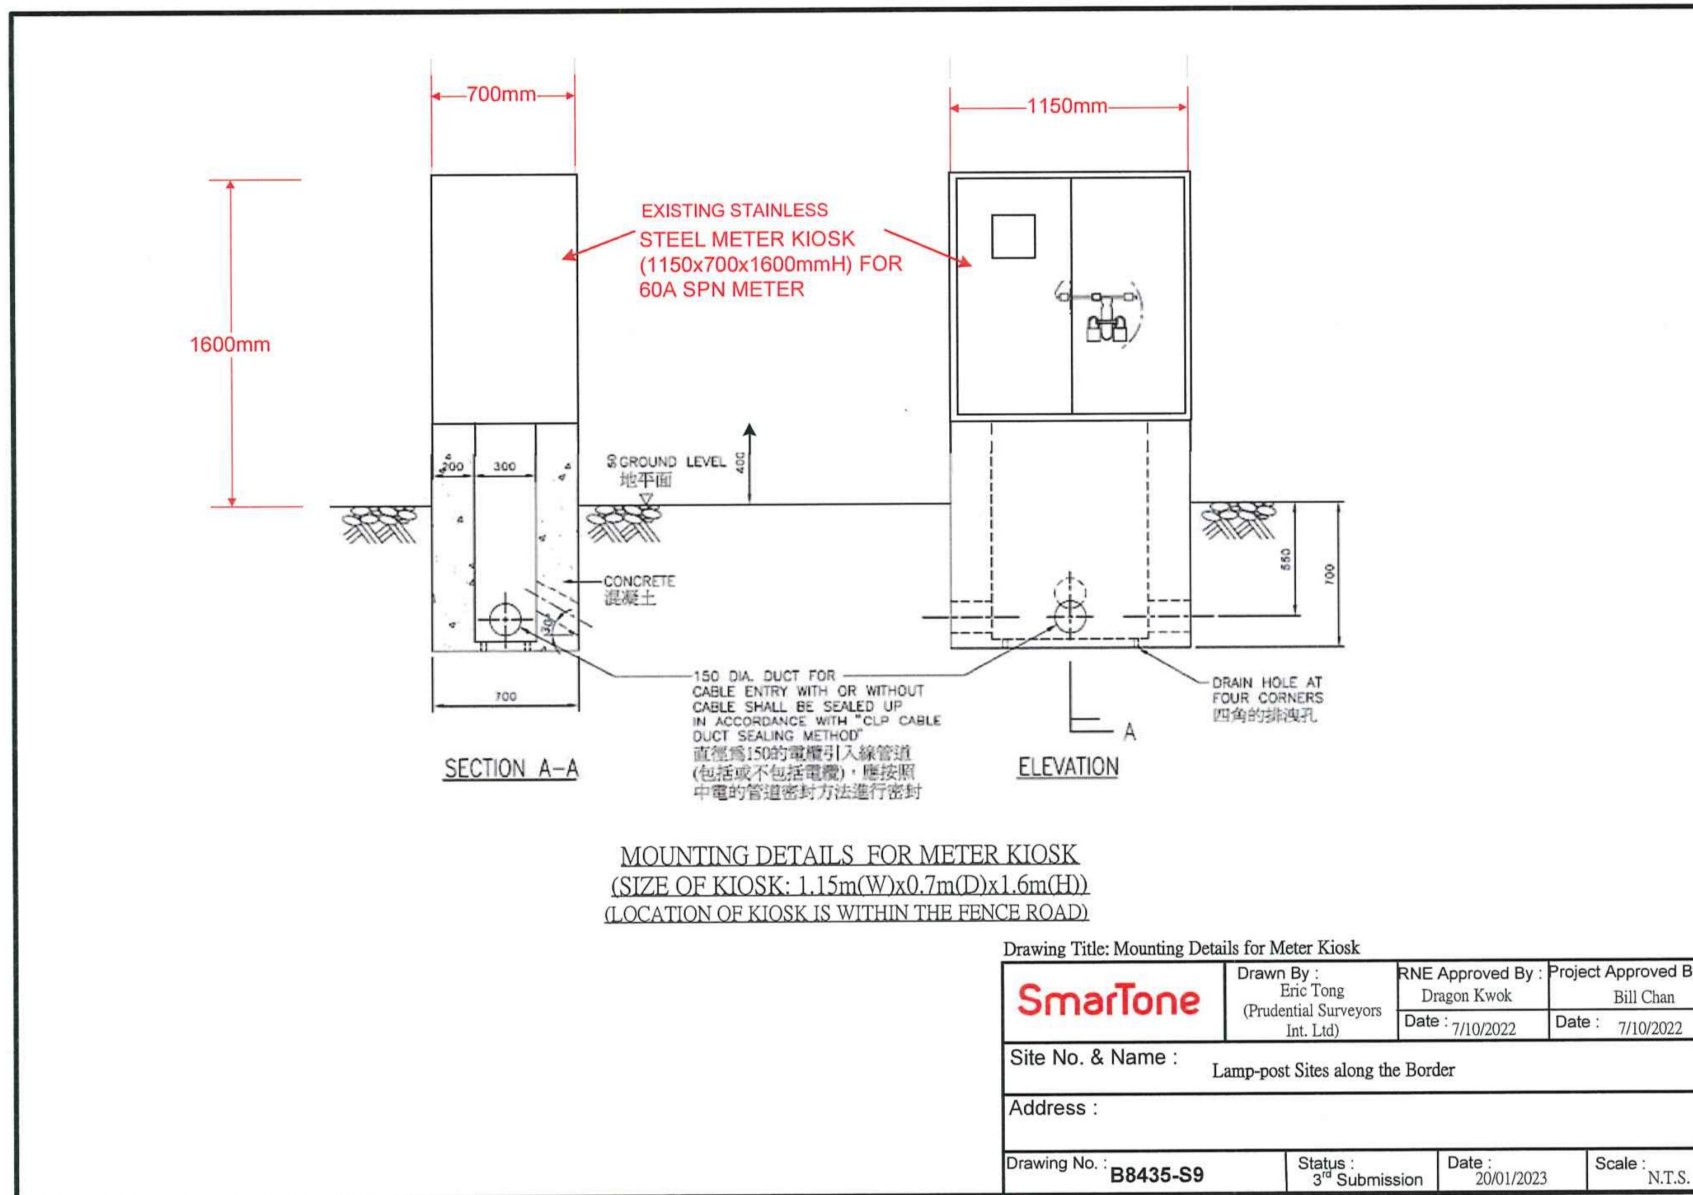 700mm
1150mm
EXISTING STAINLESS
STEEL METER KIOSK
(1150x700x1600mmH) FOR
60A SPN METER
1600mm
200
300
50
GROUND LEVEL
地平面
400
CONCRETE
混凝土
30°
550
700
700
150 DIA. DUCT FOR
CABLE ENTRY WITH OR WITHOUT
CABLE SHALL BE SEALED UP
IN ACCORDANCE WITH "CLP CABLE
DUCT SEALING METHOD"
直徑為150的電纜引入線管道
(包括或不包括電纜)，應按照
中電的管道密封方法進行密封
DRAIN HOLE AT
FOUR CORNERS
四角的排洩孔
A
SECTION A-A
ELEVATION
MOUNTING DETAILS FOR METER KIOSK
(SIZE OF KIOSK: 1.15m(W)x0.7m(D)x1.6m(H))
(LOCATION OF KIOSK IS WITHIN THE FENCE ROAD)
Drawing Title: Mounting Details for Meter Kiosk
SmarTone
Drawn By :
Eric Tong
(Prudential Surveyors
Int. Ltd)
RNE Approved By :
Dragon Kwok
Date : 7/10/2022
Project Approved B
Bill Chan
Date : 7/10/2022
Site No. & Name : Lamp-post Sites along the Border
Address :
Drawing No. : B8435-S9
Status :
3rd Submission
Date :
20/01/2023
Scale : N.T.S.